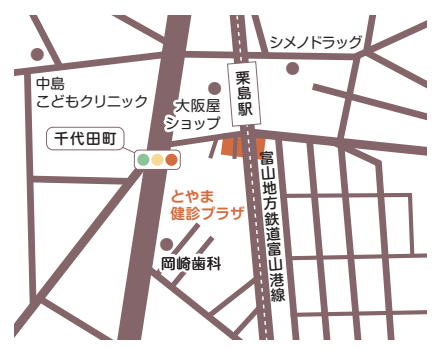 シメノドラッグ
中島
こどもクリニック
栗島駅
大阪屋
ショップ
千代田町
とやま
健診プラザ
富山地方鉄道富山港線
岡崎歯科